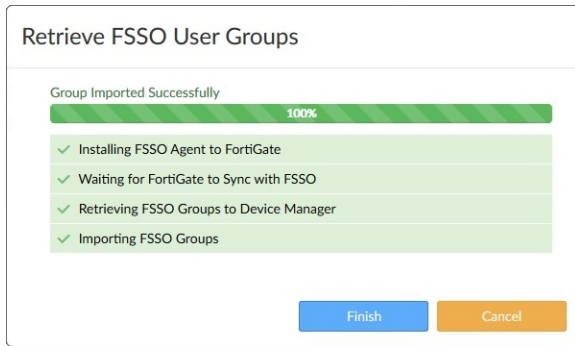 Retrieve FSSO User Groups
Group Imported Successfully
100%
Installing FSSO Agent to FortiGate
Waiting for FortiGate to Sync with FSSO
Retrieving FSSO Groups to Device Manager
Importing FSSO Groups
Finish Cancel